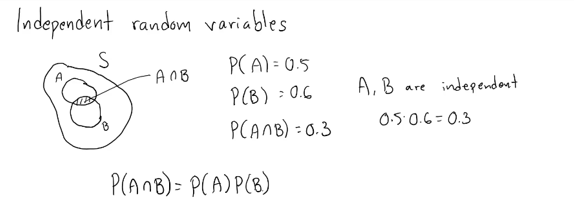 Independent random variables
S
A
A∩B
B
P(A) = 0.5
P(B) = 0.6
P(A∩B) = 0.3
A, B are independent
0.5·0.6 = 0.3
P(A∩B) = P(A)P(B)